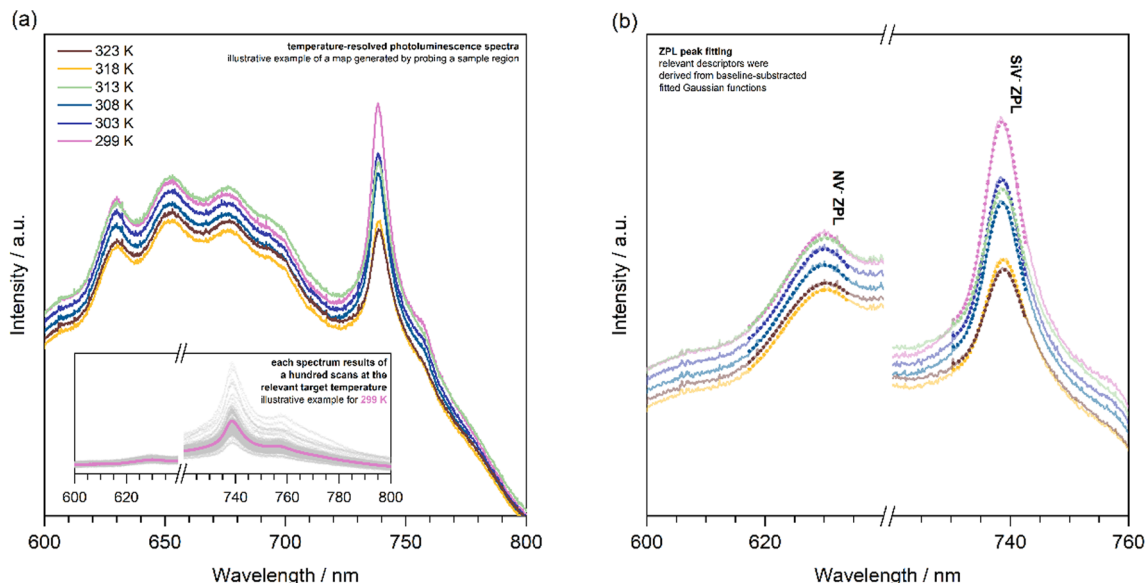 (a)
temperature-resolved photoluminescence spectra
illustrative example of a map generated by probing a sample region
323 K
318 K
313 K
308 K
303 K
299 K
Intensity / a.u.
each spectrum results of
a hundred scans at the
relevant target temperature
illustrative example for 299 K
600 620 740 760 780 800
600 650 700 750 800
Wavelength / nm
(b)
ZPL peak fitting
relevant descriptors were
derived from baseline-substracted
fitted Gaussian functions
NV- ZPL
SiV- ZPL
Intensity / a.u.
600 620 740 760
Wavelength / nm